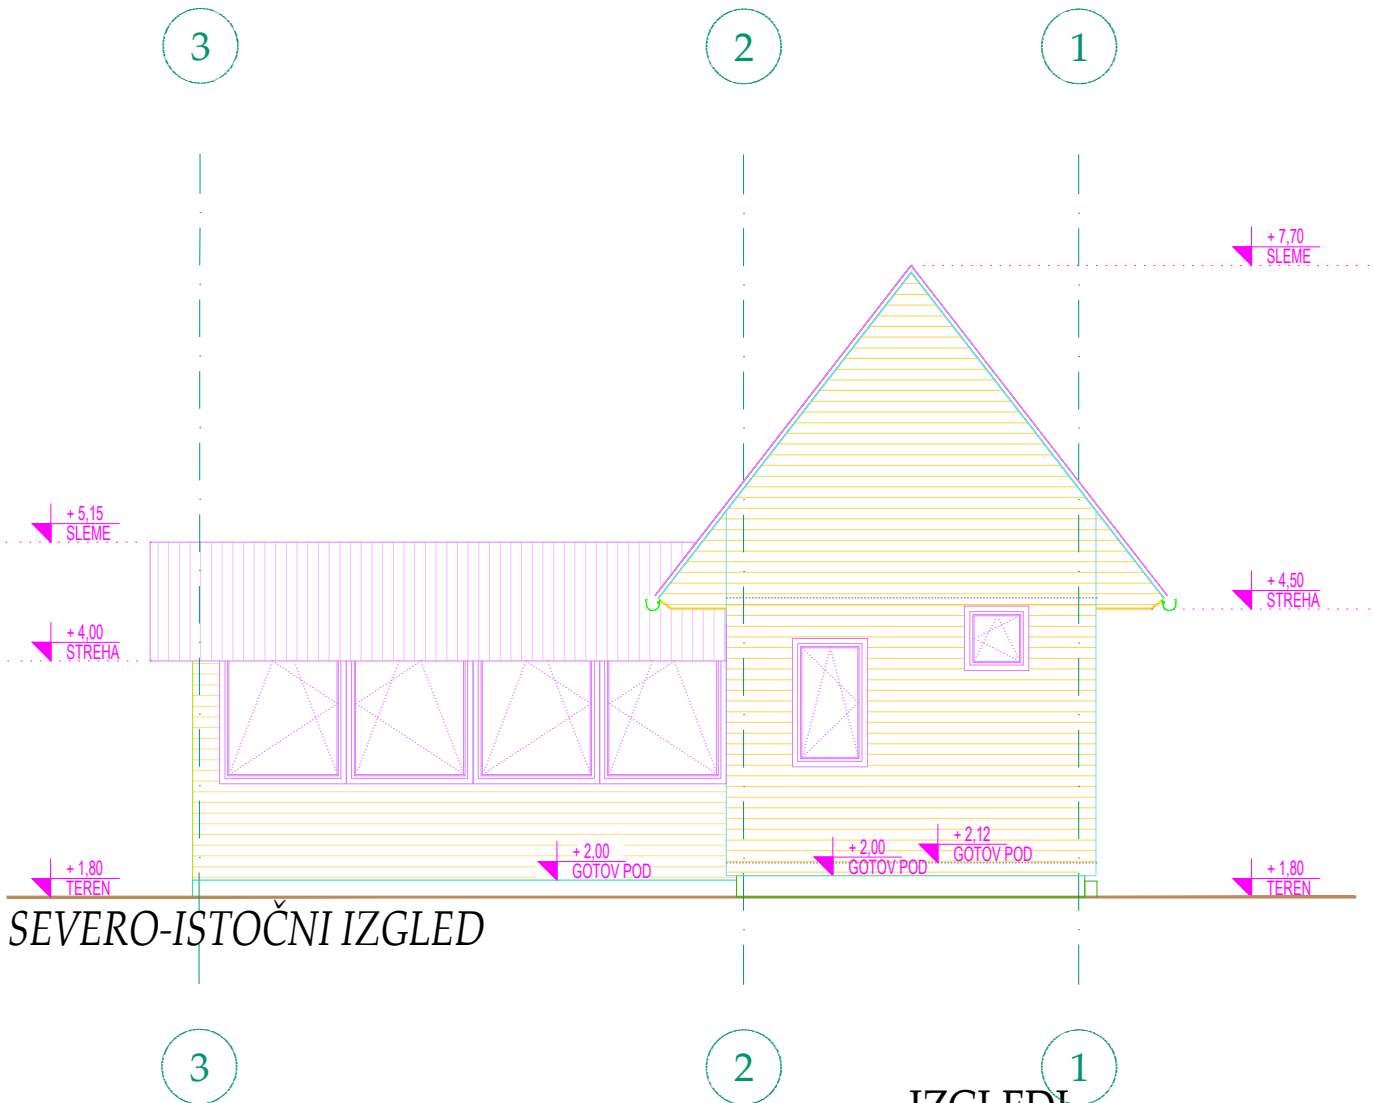 3
2
1
+ 7,70
SLEME
+ 5,15
SLEME
+ 4,50
STREHA
+ 4,00
STREHA
+ 2,12
GOTOV POD
+ 2,00
GOTOV POD
+ 2,00
GOTOV POD
+ 1,80
TEREN
+ 1,80
TEREN
SEVERO-ISTOČNI IZGLED
3
2
1
IZGLEDI